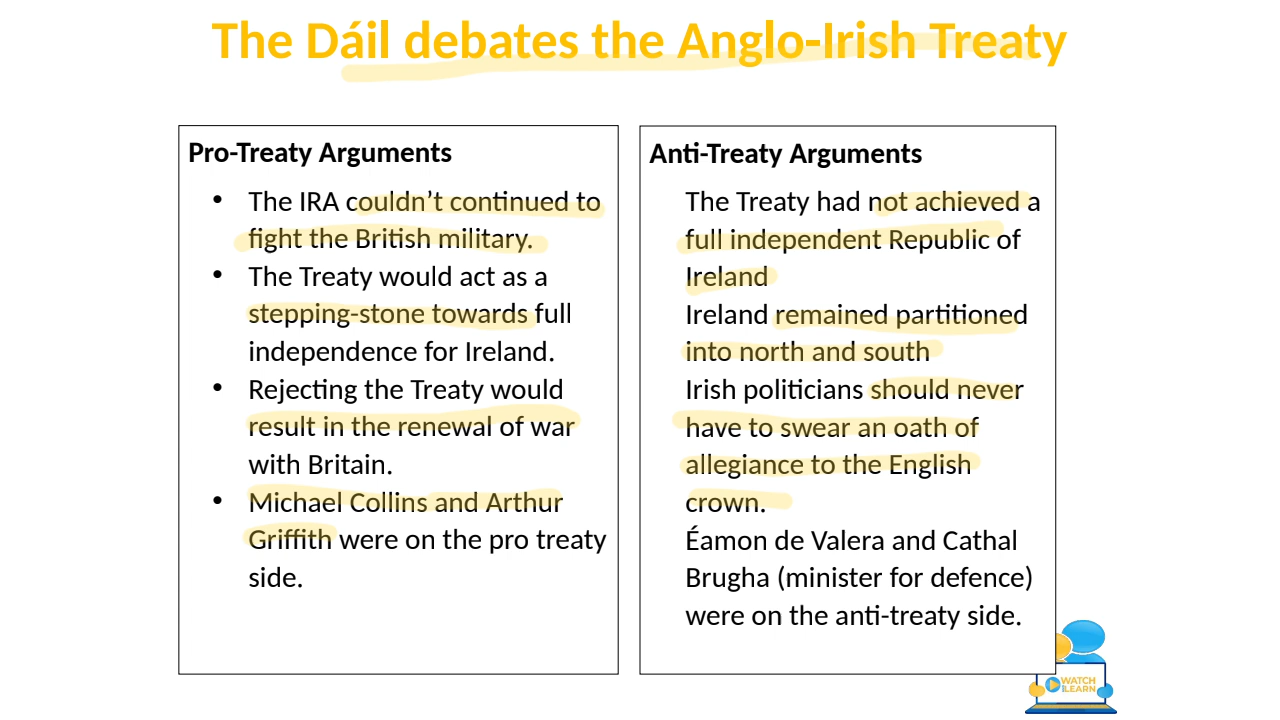 The Dáil debates the Anglo-Irish Treaty
Pro-Treaty Arguments
• The IRA couldn’t continued to
fight the British military.
• The Treaty would act as a
stepping-stone towards full
independence for Ireland.
• Rejecting the Treaty would
result in the renewal of war
with Britain.
• Michael Collins and Arthur
Griffith were on the pro treaty
side.
Anti-Treaty Arguments
The Treaty had not achieved a
full independent Republic of
Ireland
Ireland remained partitioned
into north and south
Irish politicians should never
have to swear an oath of
allegiance to the English
crown.
Éamon de Valera and Cathal
Brugha (minister for defence)
were on the anti-treaty side.
WATCH
LEARN